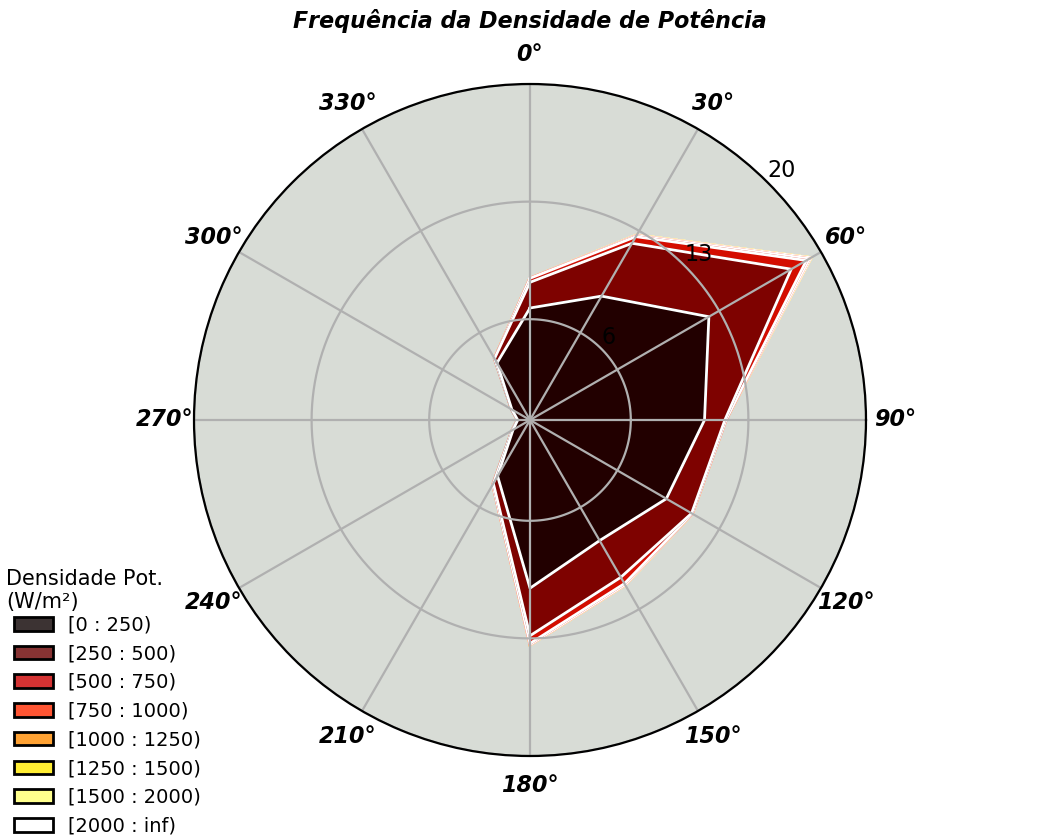 Frequência da Densidade de Potência
0°
330°
30°
20
300°
60°
13
6
270°
90°
240°
120°
210°
150°
180°
Densidade Pot.
(W/m²)
[0 : 250)
[250 : 500)
[500 : 750)
[750 : 1000)
[1000 : 1250)
[1250 : 1500)
[1500 : 2000)
[2000 : inf)